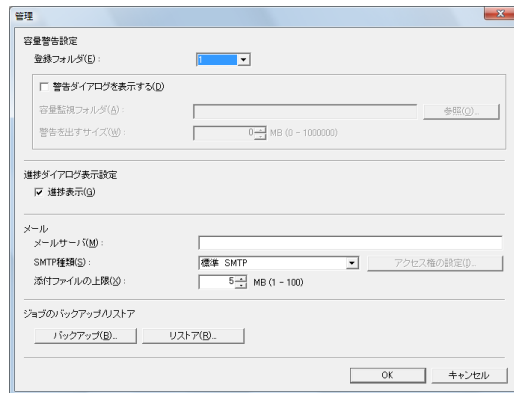 管理
容量警告設定
登録フォルダ(E): 1
警告ダイアログを表示する(D)
容量監視フォルダ(A): 参照(O)...
警告を出すサイズ(W): 0 MB (0 - 1000000)
進捗ダイアログ表示設定
進捗表示(G)
メール
メールサーバ(M):
SMTP種類(S): 標準 SMTP アクセス権の設定(I)...
添付ファイルの上限(X): 5 MB (1 - 100)
ジョブのバックアップ/リストア
バックアップ(B)... リストア(R)...
OK キャンセル